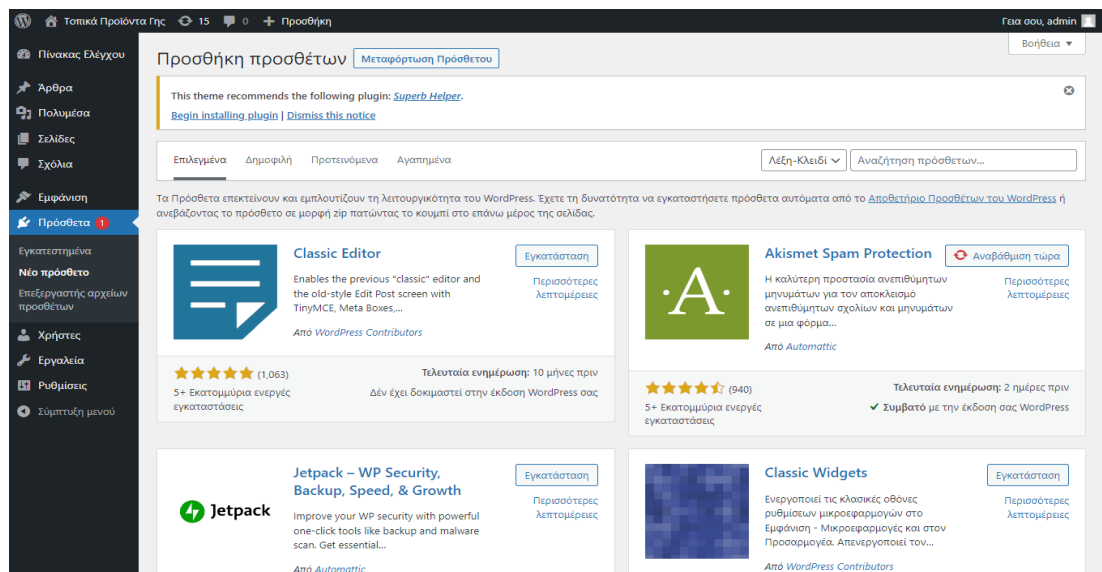 Τοπικά Προϊόντα Γης 15 0 + Προσθήκη Γεια σου, admin
Πίνακας Ελέγχου
Άρθρα
Πολυμέσα
Σελίδες
Σχόλια
Εμφάνιση
Πρόσθετα 1
Εγκατεστημένα
Νέο πρόσθετο
Επεξεργαστής αρχείων
προσθέτων
Χρήστες
Εργαλεία
Ρυθμίσεις
Σύμπτυξη μενού
Βοήθεια
Προσθήκη προσθέτων Μεταφόρτωση Πρόσθετου
This theme recommends the following plugin: Superb Helper.
Begin installing plugin | Dismiss this notice
Επιλεγμένα Δημοφιλή Προτεινόμενα Αγαπημένα Λέξη-Κλειδί Αναζήτηση πρόσθετων...
Τα Πρόσθετα επεκτείνουν και εμπλουτίζουν τη λειτουργικότητα του WordPress. Έχετε τη δυνατότητα να εγκαταστήσετε πρόσθετα αυτόματα από το Αποθετήριο Προσθέτων του WordPress ή
ανεβάζοντας το πρόσθετο σε μορφή zip πατώντας το κουμπί στο επάνω μέρος της σελίδας.
Classic Editor
Εγκατάσταση
Enables the previous "classic" editor and
the old-style Edit Post screen with
TinyMCE, Meta Boxes,...
Περισσότερες
λεπτομέρειες
Από WordPress Contributors
(1,063)
5+ Εκατομμύρια ενεργές
εγκαταστάσεις
Τελευταία ενημέρωση: 10 μήνες πριν
Δεν έχει δοκιμαστεί στην έκδοση WordPress σας
·A·
Akismet Spam Protection
Αναβάθμιση τώρα
Η καλύτερη προστασία ανεπιθύμητων
μηνυμάτων για τον αποκλεισμό
ανεπιθύμητων σχολίων και μηνυμάτων
σε μια φόρμα...
Περισσότερες
λεπτομέρειες
Από Automattic
(940)
5+ Εκατομμύρια ενεργές
εγκαταστάσεις
Τελευταία ενημέρωση: 2 ημέρες πριν
Συμβατό με την έκδοση σας WordPress
Jetpack
Jetpack – WP Security,
Backup, Speed, & Growth
Εγκατάσταση
Improve your WP security with powerful
one-click tools like backup and malware
scan. Get essential...
Περισσότερες
λεπτομέρειες
Από Automattic
Classic Widgets
Εγκατάσταση
Ενεργοποιεί τις κλασικές οθόνες
ρυθμίσεων μικροεφαρμογών στο
Εμφάνιση - Μικροεφαρμογές και στον
Προσαρμογέα. Απενεργοποιεί τον...
Περισσότερες
λεπτομέρειες
Από WordPress Contributors